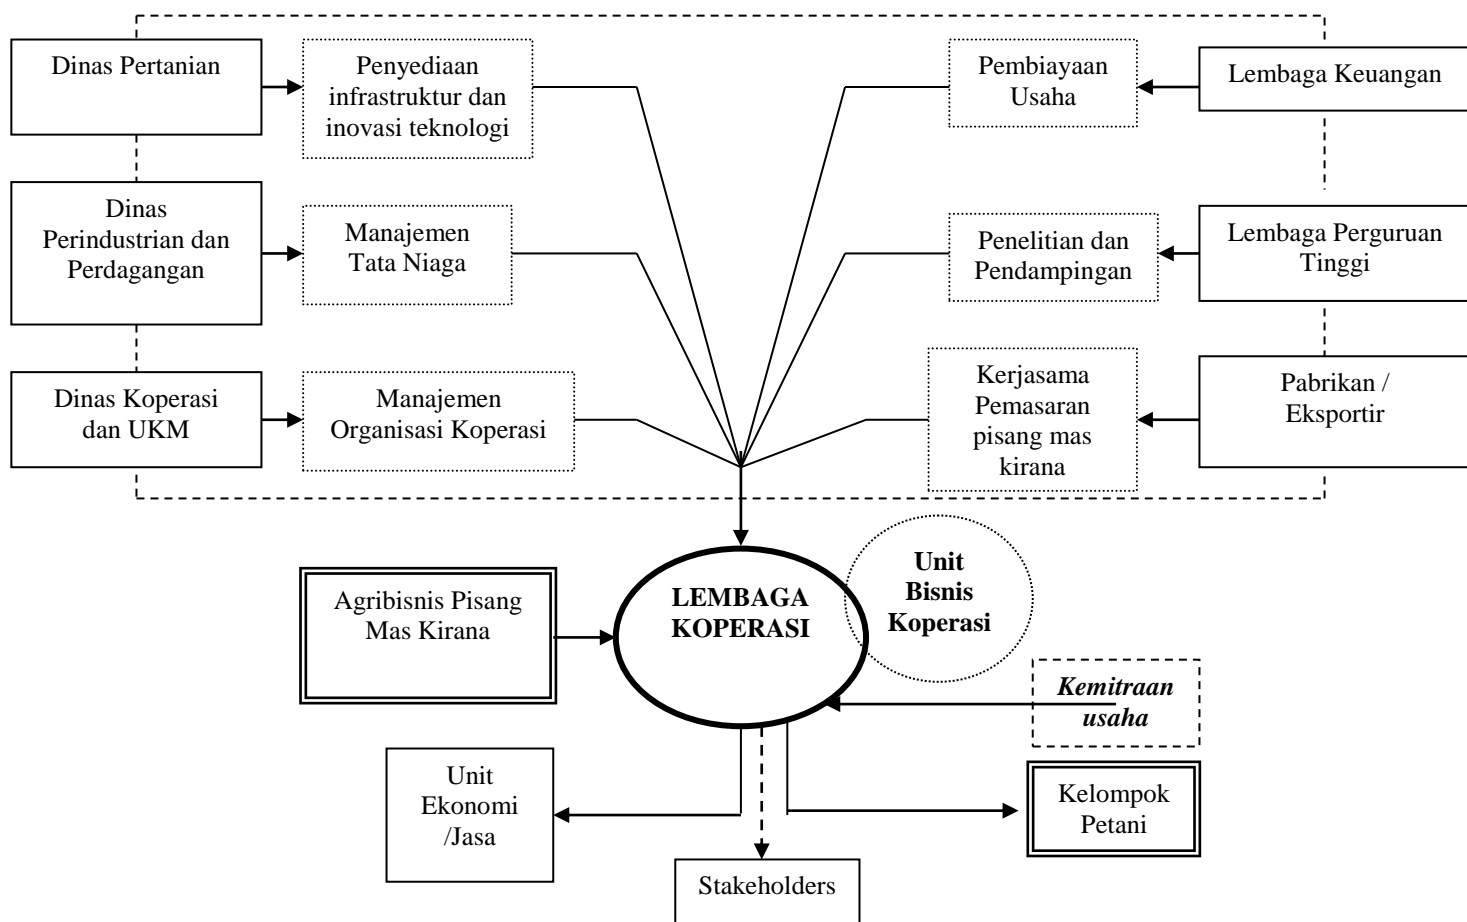 Dinas Pertanian
Penyediaan
infrastruktur dan
inovasi teknologi
Pembiayaan
Usaha
Lembaga Keuangan
Dinas
Perindustrian dan
Perdagangan
Manajemen
Tata Niaga
Penelitian dan
Pendampingan
Lembaga Perguruan
Tinggi
Dinas Koperasi
dan UKM
Manajemen
Organisasi Koperasi
Kerjasama
Pemasaran
pisang mas
kirana
Pabrikan /
Eksportir
Agribisnis Pisang
Mas Kirana
LEMBAGA
KOPERASI
Unit
Bisnis
Koperasi
Kemitraan
usaha
Unit
Ekonomi
/Jasa
Kelompok
Petani
Stakeholders